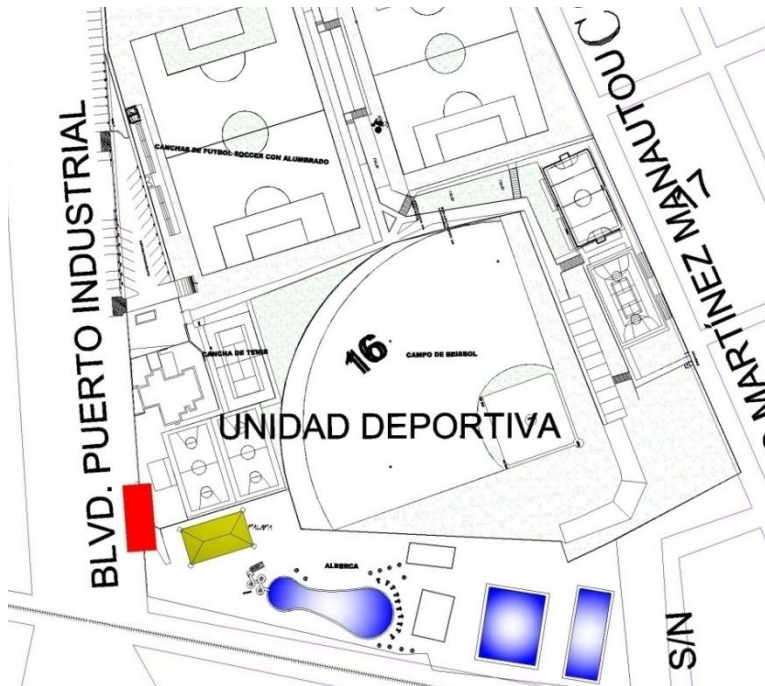 BLVD. PUERTO INDUSTRIAL
MARTÍNEZ MANAUTOU
CANCHAS DE FUTBOL-SOCCER CON ALUMBRADO
CANCHA DE TENIS
16
CAMPO DE BEISBOL
UNIDAD DEPORTIVA
PALAPA
ALBERCA
S/N